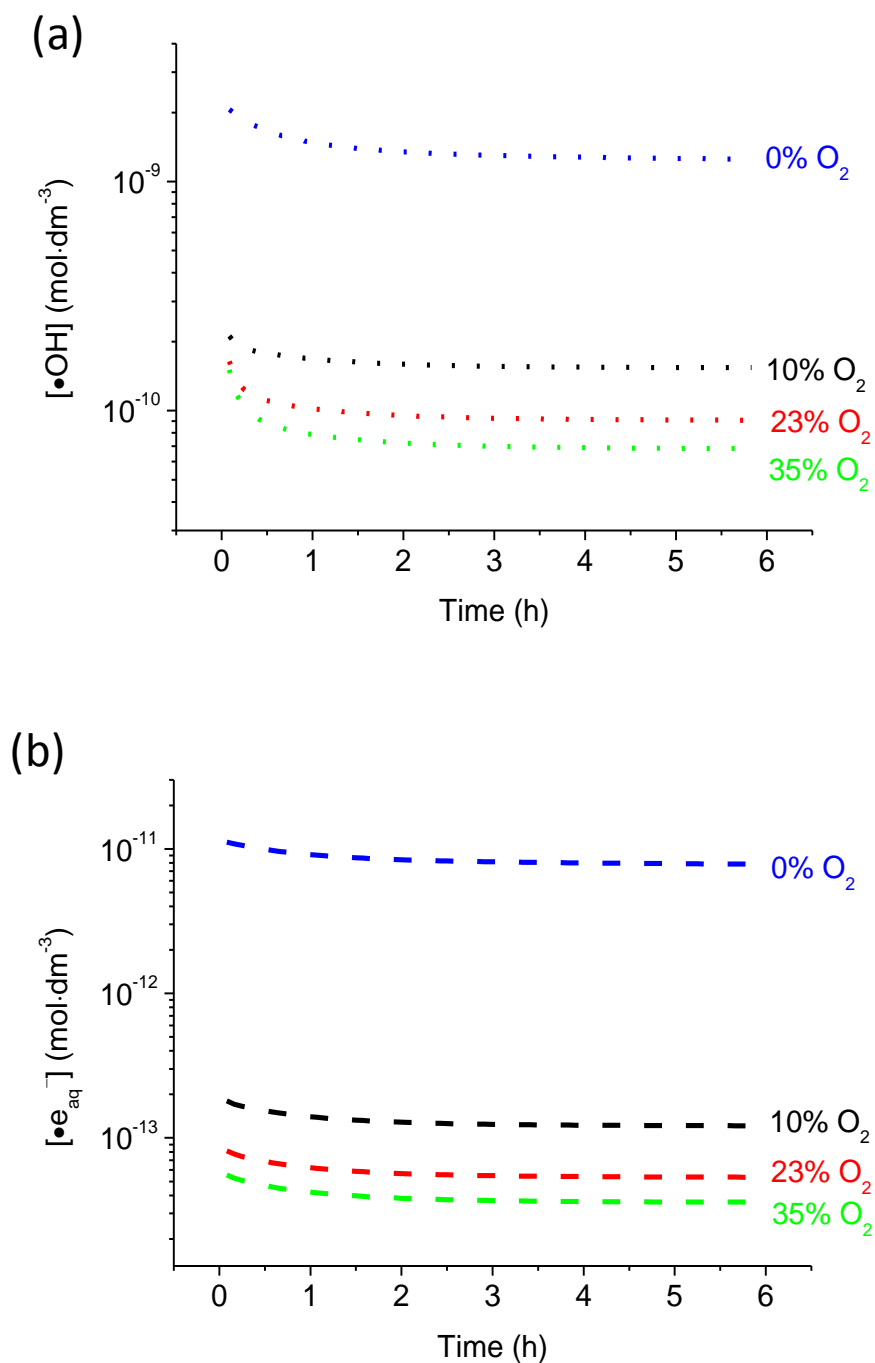 (a)
[•OH] (mol·dm⁻³)
10⁻⁹
10⁻¹⁰
0% O₂
10% O₂
23% O₂
35% O₂
0 1 2 3 4 5 6
Time (h)
(b)
[•e_aq⁻] (mol·dm⁻³)
10⁻¹¹
10⁻¹²
10⁻¹³
0% O₂
10% O₂
23% O₂
35% O₂
0 1 2 3 4 5 6
Time (h)